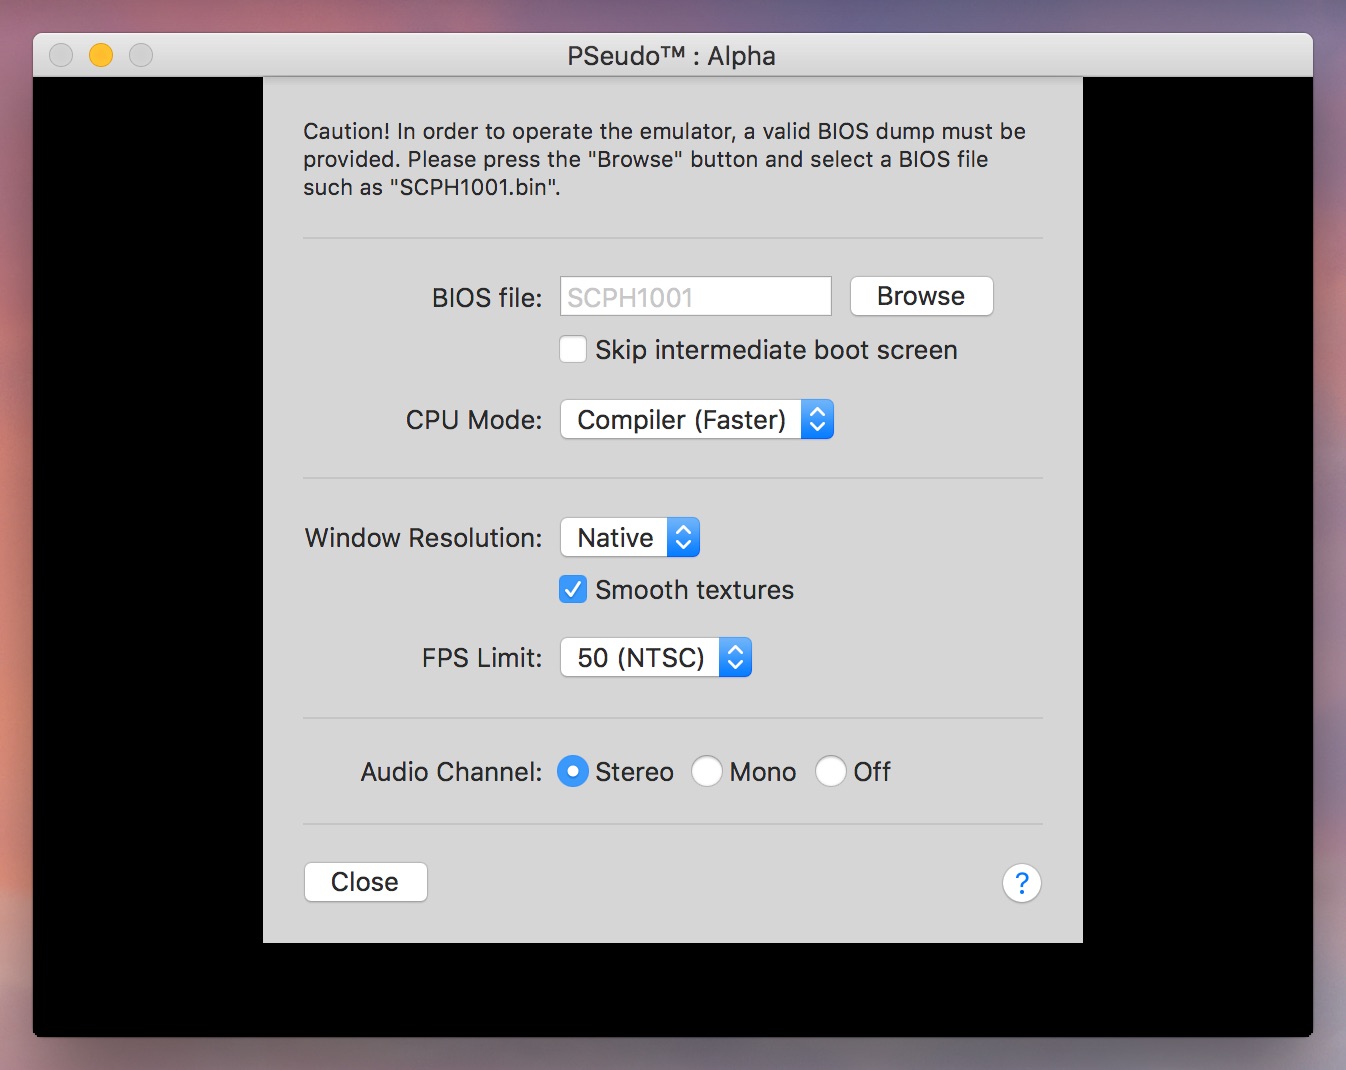 PSeudo™ : Alpha
Caution! In order to operate the emulator, a valid BIOS dump must be
provided. Please press the "Browse" button and select a BIOS file
such as "SCPH1001.bin".
BIOS file: SCPH1001 Browse
Skip intermediate boot screen
CPU Mode: Compiler (Faster)
Window Resolution: Native
Smooth textures
FPS Limit: 50 (NTSC)
Audio Channel: Stereo Mono Off
Close ?